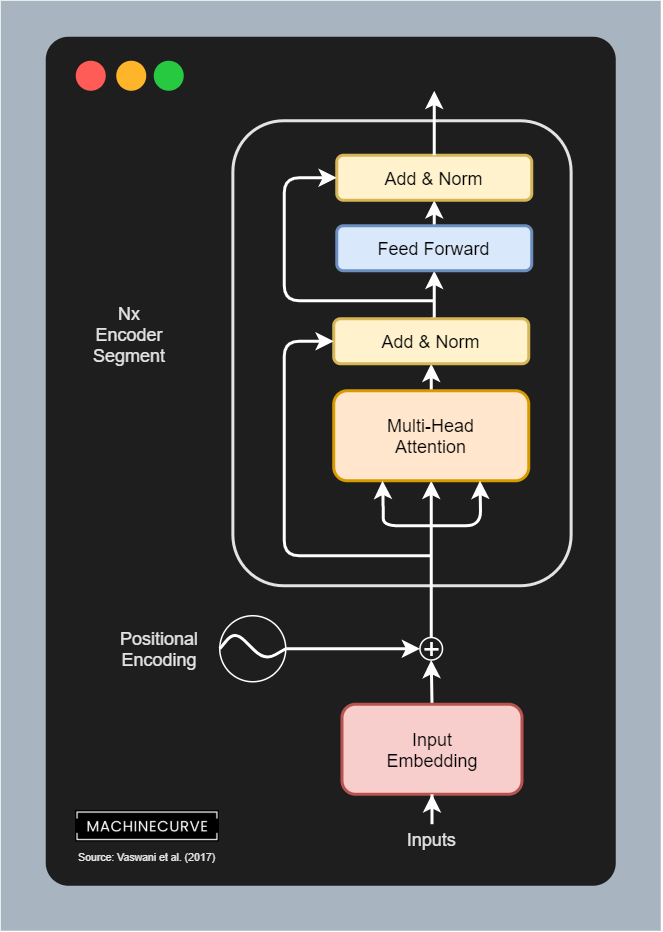 Add & Norm
Feed Forward
Nx
Encoder
Segment
Add & Norm
Multi-Head
Attention
Positional
Encoding
Input
Embedding
Inputs
MACHINECURVE
Source: Vaswani et al. (2017)